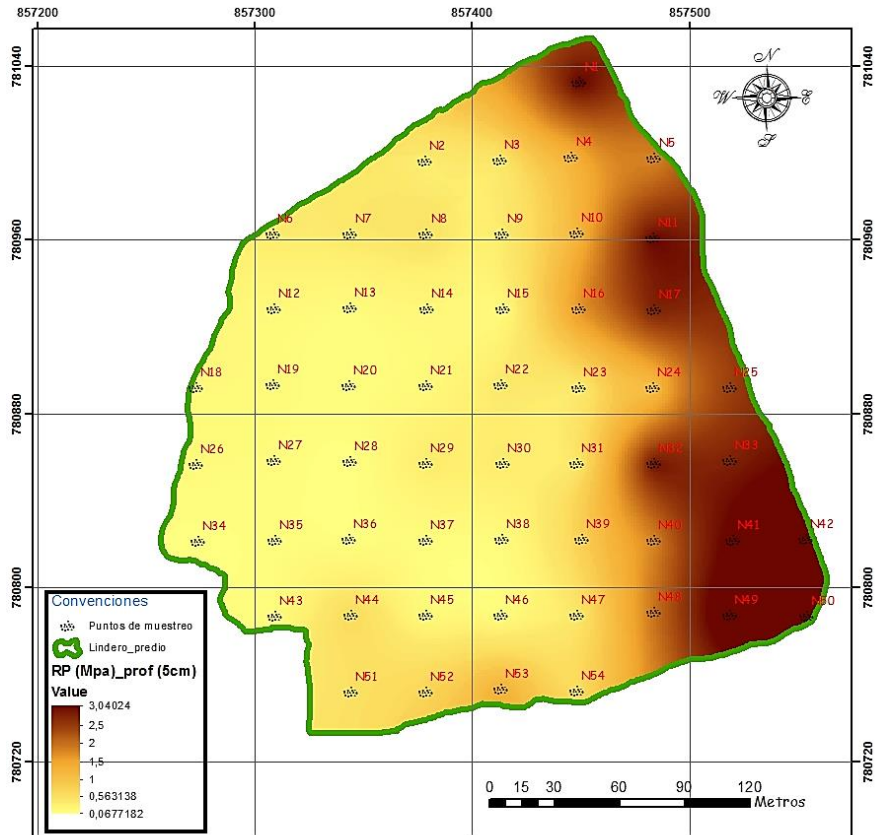 857200 857300 857400 857500
781040 781040
N
W E
S
N1
N2 N3 N4 N5
N6 N7 N8 N9 N10 N11
780960 780960
N12 N13 N14 N15 N16 N17
N18 N19 N20 N21 N22 N23 N24 N25
780880 780880
N26 N27 N28 N29 N30 N31 N32 N33
N34 N35 N36 N37 N38 N39 N40 N41 N42
780800 780800
N43 N44 N45 N46 N47 N48 N49 N50
N51 N52 N53 N54
780720 780720
Convenciones
Puntos de muestreo
Lindero_predio
RP (Mpa)_prof (5cm)
Value
3,04024
2,5
2
1,5
1
0,563138
0,0677182
0 15 30 60 90 120
Metros